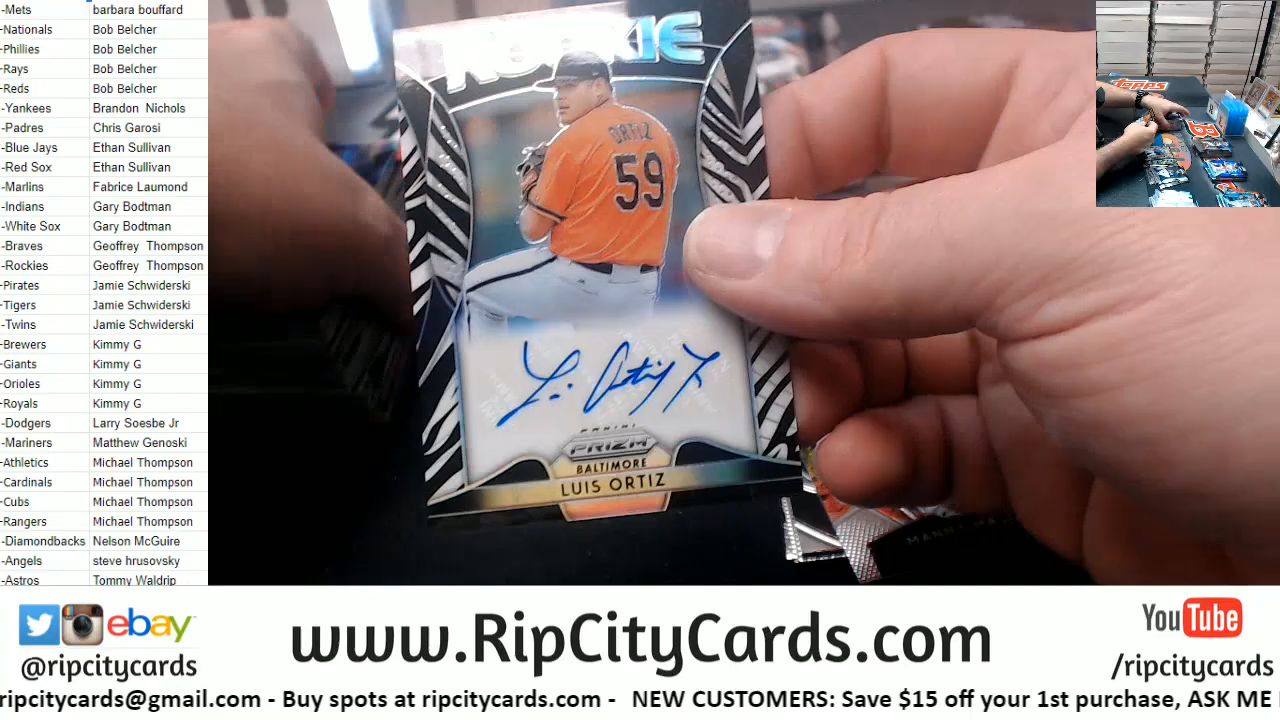 -Mets barbara bouffard
-Nationals Bob Belcher
-Phillies Bob Belcher
-Rays Bob Belcher
-Reds Bob Belcher
-Yankees Brandon Nichols
-Padres Chris Garosi
-Blue Jays Ethan Sullivan
-Red Sox Ethan Sullivan
-Marlins Fabrice Laumond
-Indians Gary Bodtman
-White Sox Gary Bodtman
-Braves Geoffrey Thompson
-Rockies Geoffrey Thompson
-Pirates Jamie Schwiderski
-Tigers Jamie Schwiderski
-Twins Jamie Schwiderski
-Brewers Kimmy G
-Giants Kimmy G
-Orioles Kimmy G
-Royals Kimmy G
-Dodgers Larry Soesbe Jr
-Mariners Matthew Genoski
-Athletics Michael Thompson
-Cardinals Michael Thompson
-Cubs Michael Thompson
-Rangers Michael Thompson
-Diamondbacks Nelson McGuire
-Angels steve hrusovsky
-Astros Tommy Waldrip
ROOKIE
ORTIZ
59
PANINI
PRIZM
BALTIMORE
LUIS ORTIZ
topps
ebay
@ripcitycards
www.RipCityCards.com
YouTube
/ripcitycards
ripcitycards@gmail.com - Buy spots at ripcitycards.com - NEW CUSTOMERS: Save $15 off your 1st purchase, ASK ME